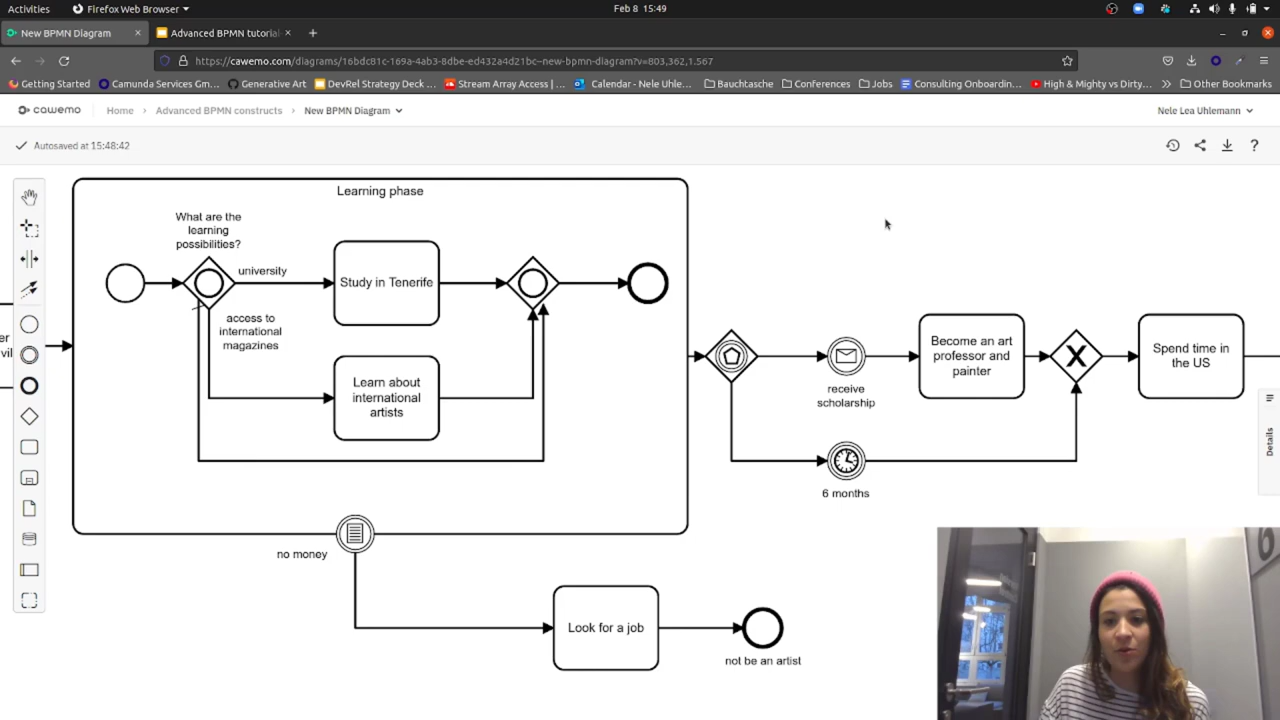 Activities
Firefox Web Browser
Feb 8 15:49
New BPMN Diagram
Advanced BPMN tutorial
https://cawemo.com/diagrams/16bdc81c-169a-4ab3-8dbe-ed432a4d21bc--new-bpmn-diagram?v=803,362,1.567
Getting Started
Camunda Services Gm...
Generative Art
DevRel Strategy Deck ...
Stream Array Access | ...
Calendar - Nele Uhle...
Bauchtasche
Conferences
Jobs
Consulting Onboardin...
High & Mighty vs Dirty...
Other Bookmarks
cawemo
Home
Advanced BPMN constructs
New BPMN Diagram
Nele Lea Uhlemann
Autosaved at 15:48:42
?
Learning phase
What are the
learning
possibilities?
university
Study in Tenerife
access to
international
magazines
Learn about
international
artists
no money
Look for a job
not be an artist
receive
scholarship
6 months
Become an art
professor and
painter
X
Spend time in
the US
Details